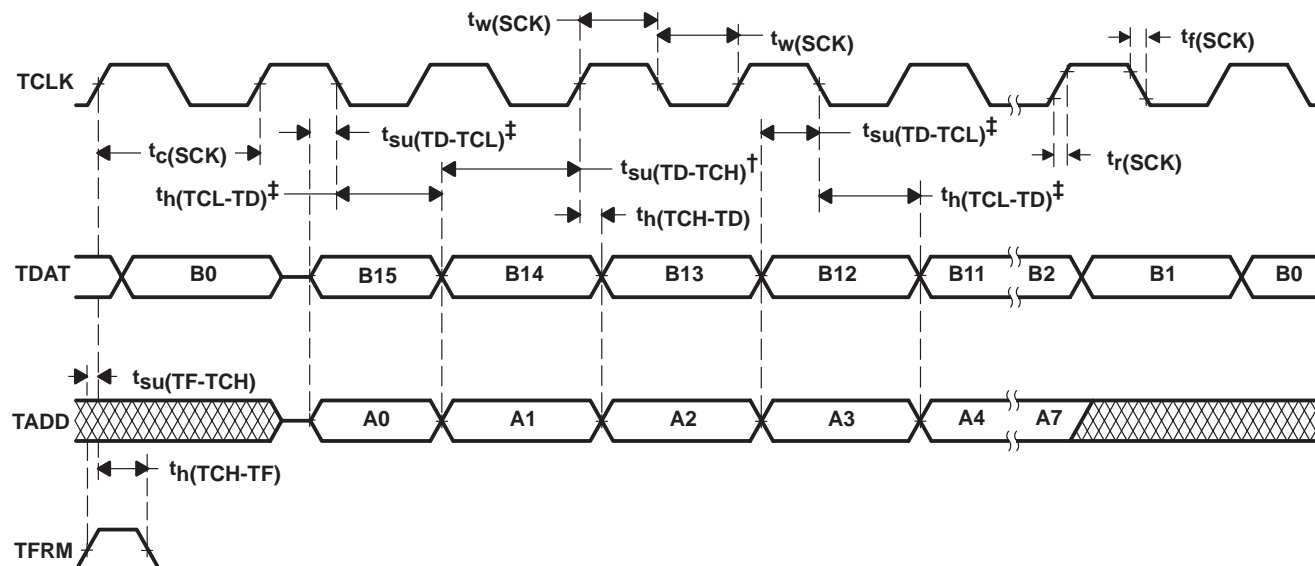 tw(SCK)
tw(SCK)
tf(SCK)
TCLK
tsu(TD-TCL)‡
tsu(TD-TCL)‡
tc(SCK)
tsu(TD-TCH)†
tr(SCK)
th(TCL-TD)‡
th(TCL-TD)‡
th(TCH-TD)
TDAT B0 B15 B14 B13 B12 B11 B2 B1 B0
tsu(TF-TCH)
TADD A0 A1 A2 A3 A4 A7
th(TCH-TF)
TFRM